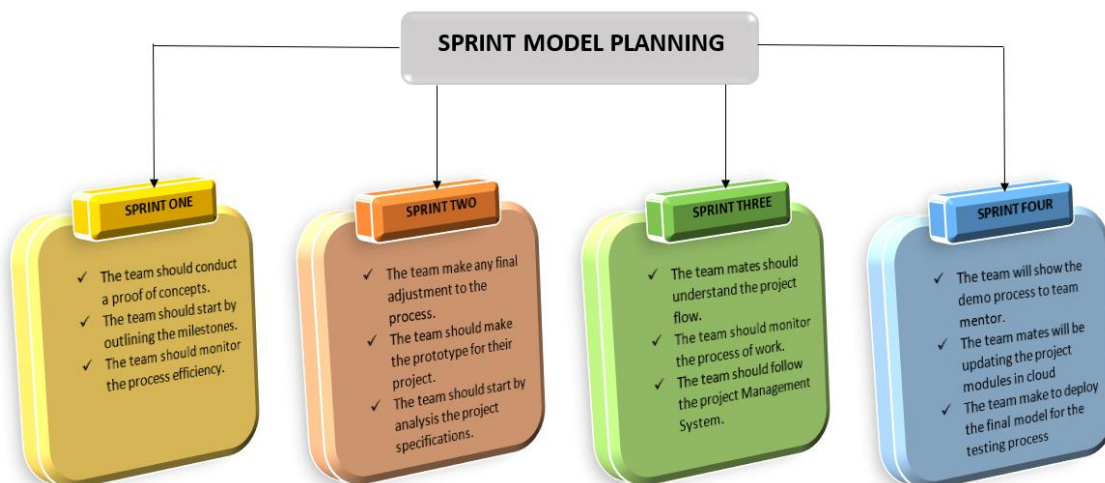 SPRINT MODEL PLANNING
SPRINT ONE
✓ The team should conduct
a proof of concepts.
✓ The team should start by
outlining the milestones.
✓ The team should monitor
the process efficiency.
SPRINT TWO
✓ The team make any final
adjustment to the
process.
✓ The team should make
the prototype for their
project.
✓ The team should start by
analysis the project
specifications.
SPRINT THREE
✓ The team mates should
understand the project
flow.
✓ The team should monitor
the process of work.
✓ The team should follow
the project Management
System.
SPRINT FOUR
✓ The team will show the
demo process to team
mentor.
✓ The team mates will be
updating the project
modules in cloud
✓ The team make to deploy
the final model for the
testing process